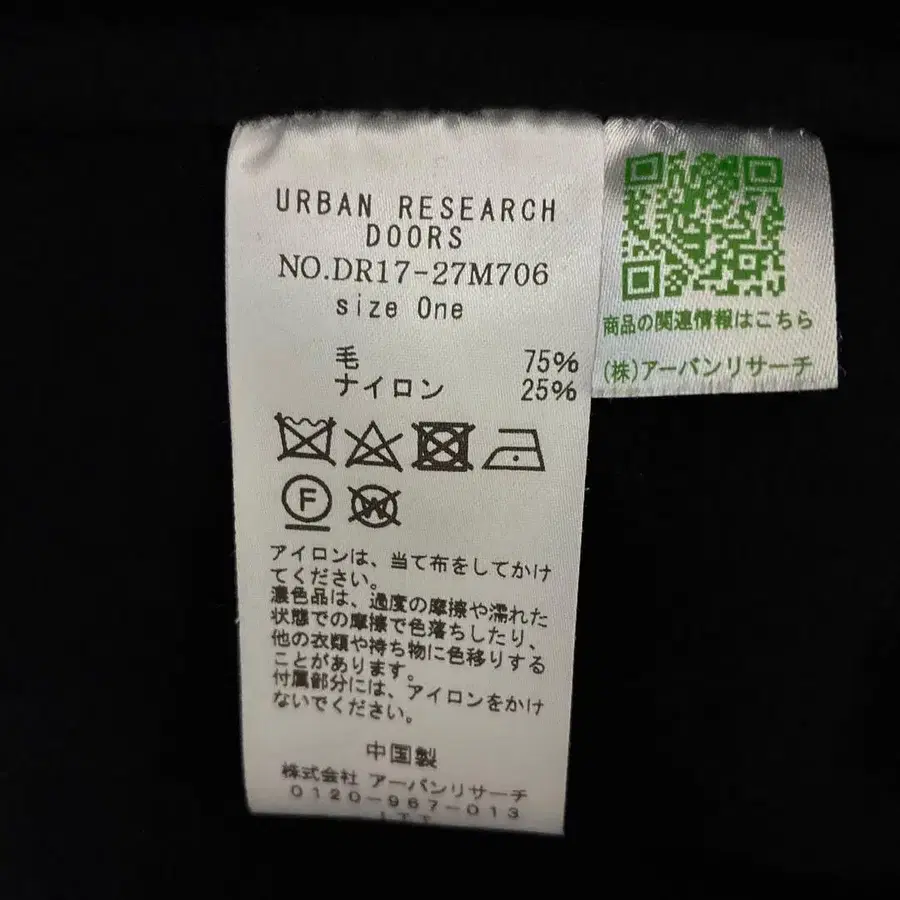 URBAN RESEARCH
DOORS
NO.DR17-27M706
size One
毛 75%
ナイロン 25%
F
W
アイロンは、当て布をしてかけ
てください。
濃色品は、過度の摩擦や濡れた
状態での摩擦で色落ちしたり、
他の衣類や持ち物に色移りする
ことがあります。
付属部分には、アイロンをかけ
ないでください。
中国製
株式会社 アーバンリサーチ
0120-967-013
商品の関連情報はこちら
(株)アーバンリサーチ